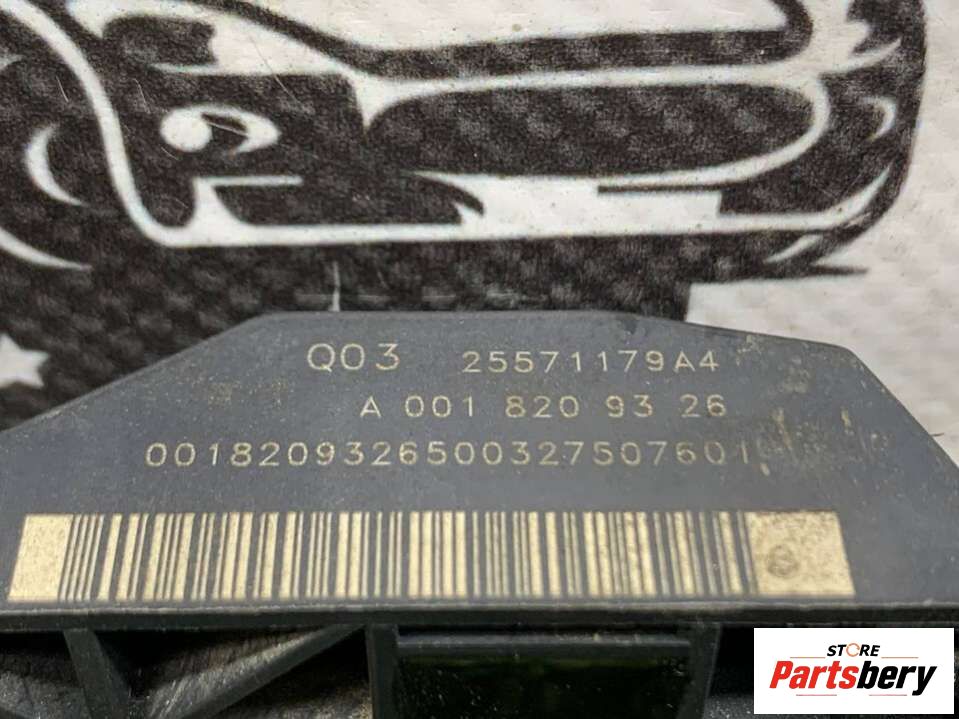 Q03 25571179A4
A 001 820 93 26
0018209326500327507601
STORE
Partsbery